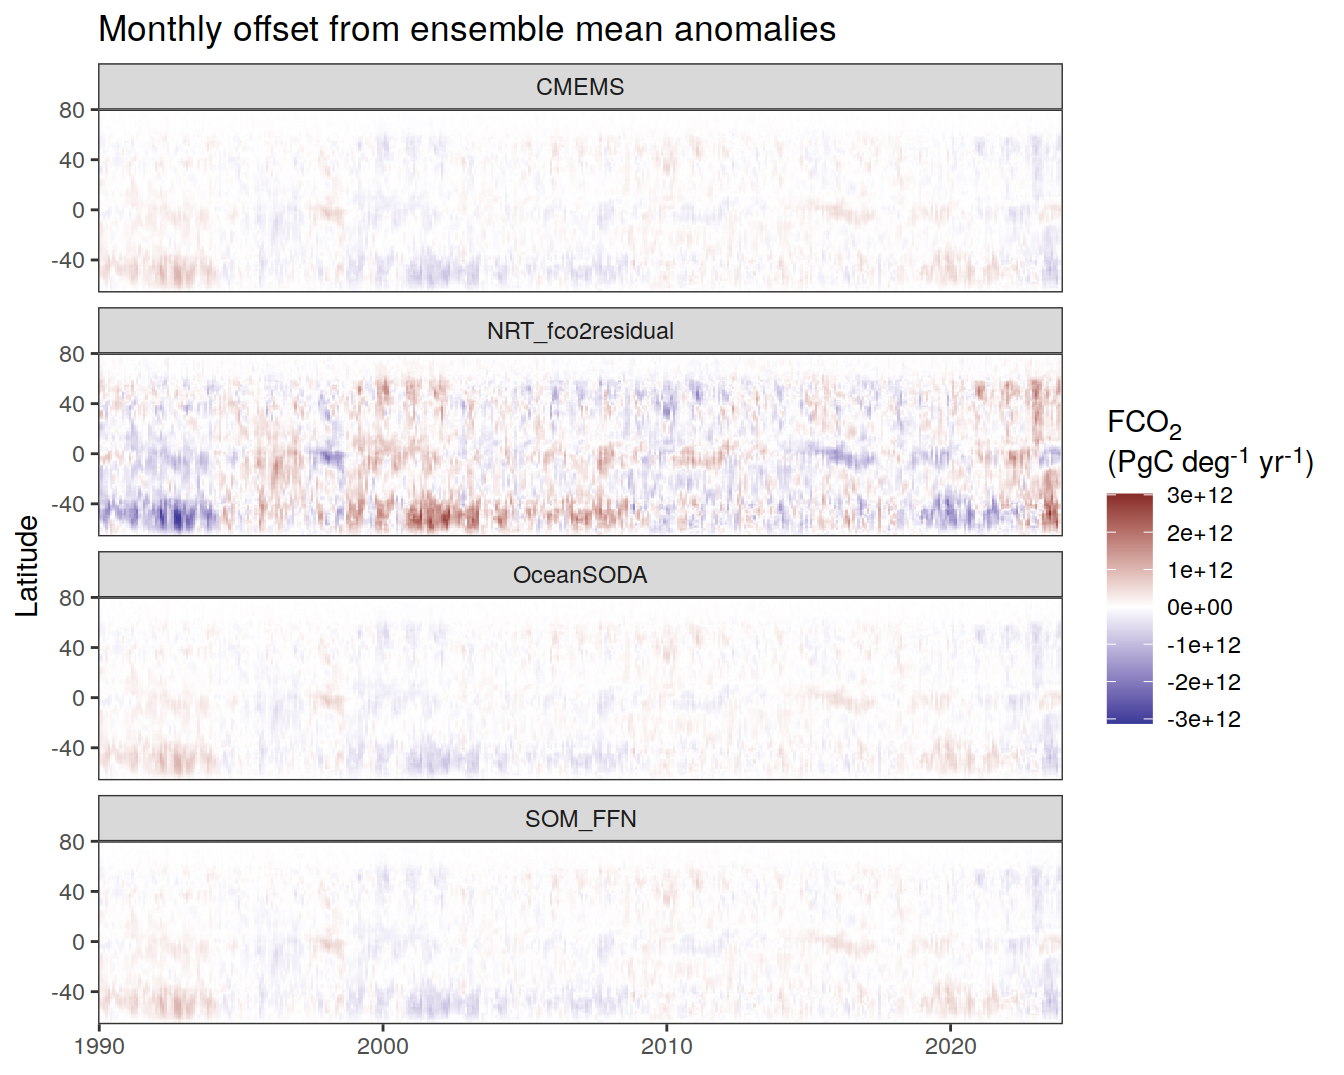 Monthly offset from ensemble mean anomalies
CMEMS
80
40
0
-40
NRT_fco2residual
80
40
0
-40
OceanSODA
80
40
0
-40
SOM_FFN
80
40
0
-40
1990 2000 2010 2020
Latitude
FCO2
(PgC deg-1 yr-1)
3e+12
2e+12
1e+12
0e+00
-1e+12
-2e+12
-3e+12